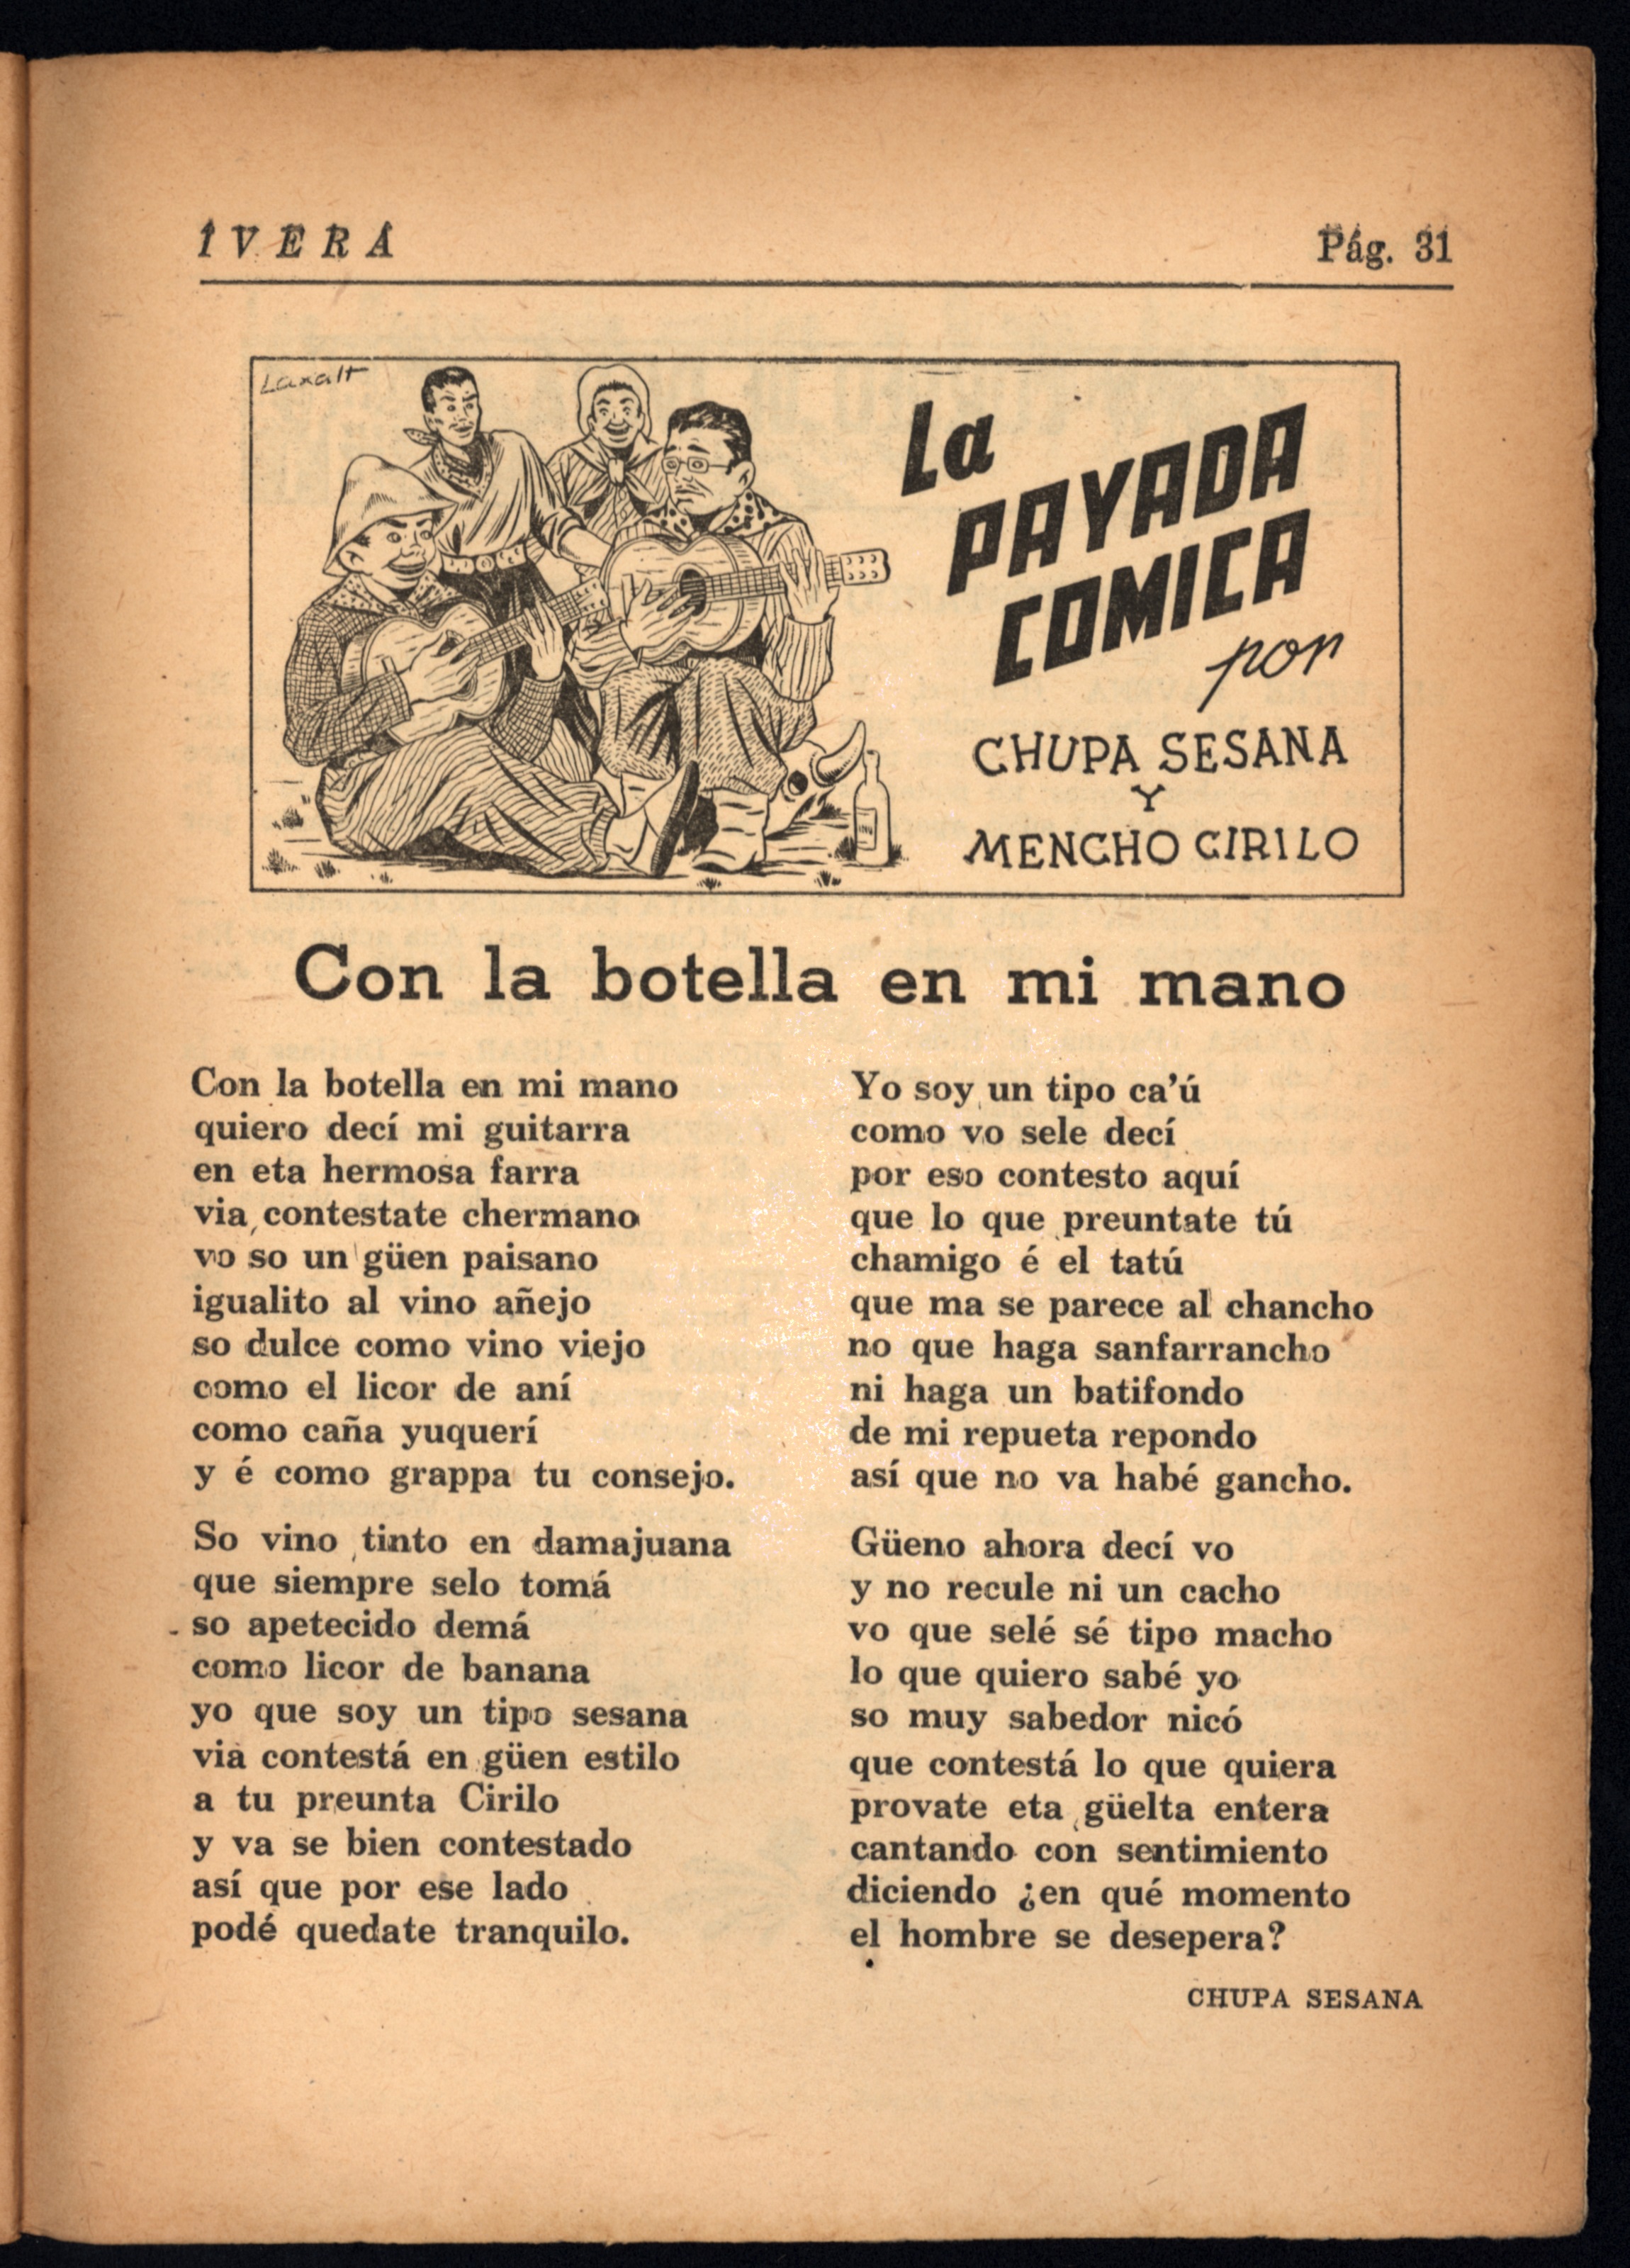 IVERÁ
Pág. 31
Laxalt
La
PAYADA
COMICA
por
CHUPA SESANA
Y
MENCHO CIRILO
Con la botella en mi mano
Con la botella en mi mano
quiero decí mi guitarra
en eta hermosa farra
via contestate chermano
vo so un güen paisano
igualito al vino añejo
so dulce como vino viejo
como el licor de aní
como caña yuquerí
y é como grappa tu consejo.
So vino tinto en damajuana
que siempre selo tomá
so apetecido demá
como licor de banana
yo que soy un tipo sesana
via contestá en güen estilo
a tu preunta Cirilo
y va se bien contestado
así que por ese lado
podé quedate tranquilo.
Yo soy un tipo ca'ú
como vo sele decí
por eso contesto aquí
que lo que preuntate tú
chamigo é el tatú
que ma se parece al chancho
no que haga sanfarrancho
ni haga un batifondo
de mi repueta repondo
así que no va habé gancho.
Güeno ahora decí vo
y no recule ni un cacho
vo que selé sé tipo macho
lo que quiero sabé yo
so muy sabedor nicó
que contestá lo que quiera
provate eta güelta entera
cantando con sentimiento
diciendo ¿en qué momento
el hombre se desepera?
CHUPA SESANA